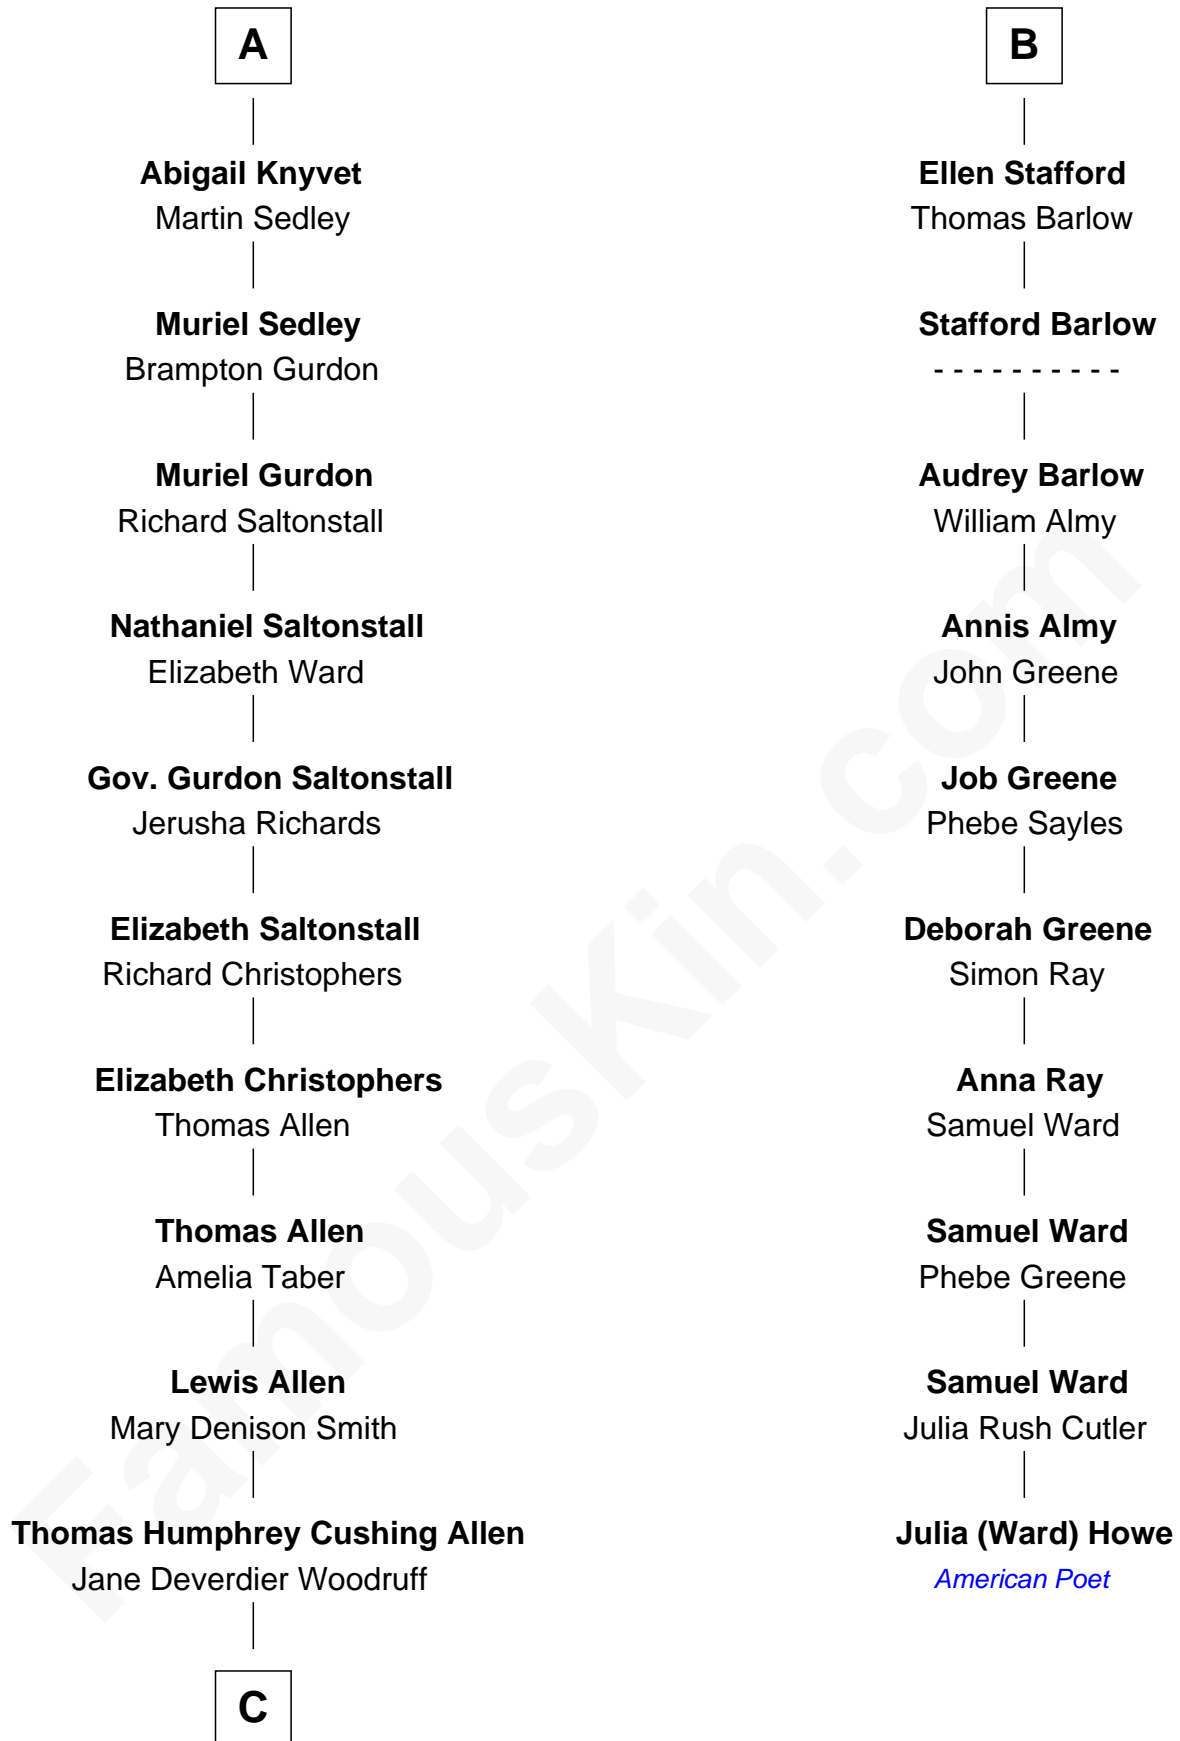 A
Abigail Knyvet
Martin Sedley
Muriel Sedley
Brampton Gurdon
Muriel Gurdon
Richard Saltonstall
Nathaniel Saltonstall
Elizabeth Ward
Gov. Gurdon Saltonstall
Jerusha Richards
Elizabeth Saltonstall
Richard Christophers
Elizabeth Christophers
Thomas Allen
Thomas Allen
Amelia Taber
Lewis Allen
Mary Denison Smith
Thomas Humphrey Cushing Allen
Jane Deverdier Woodruff
C
B
Ellen Stafford
Thomas Barlow
Stafford Barlow
- - - - - - - - - -
Audrey Barlow
William Almy
Annis Almy
John Greene
Job Greene
Phebe Sayles
Deborah Greene
Simon Ray
Anna Ray
Samuel Ward
Samuel Ward
Phebe Greene
Samuel Ward
Julia Rush Cutler
Julia (Ward) Howe
American Poet
FamousKin.com